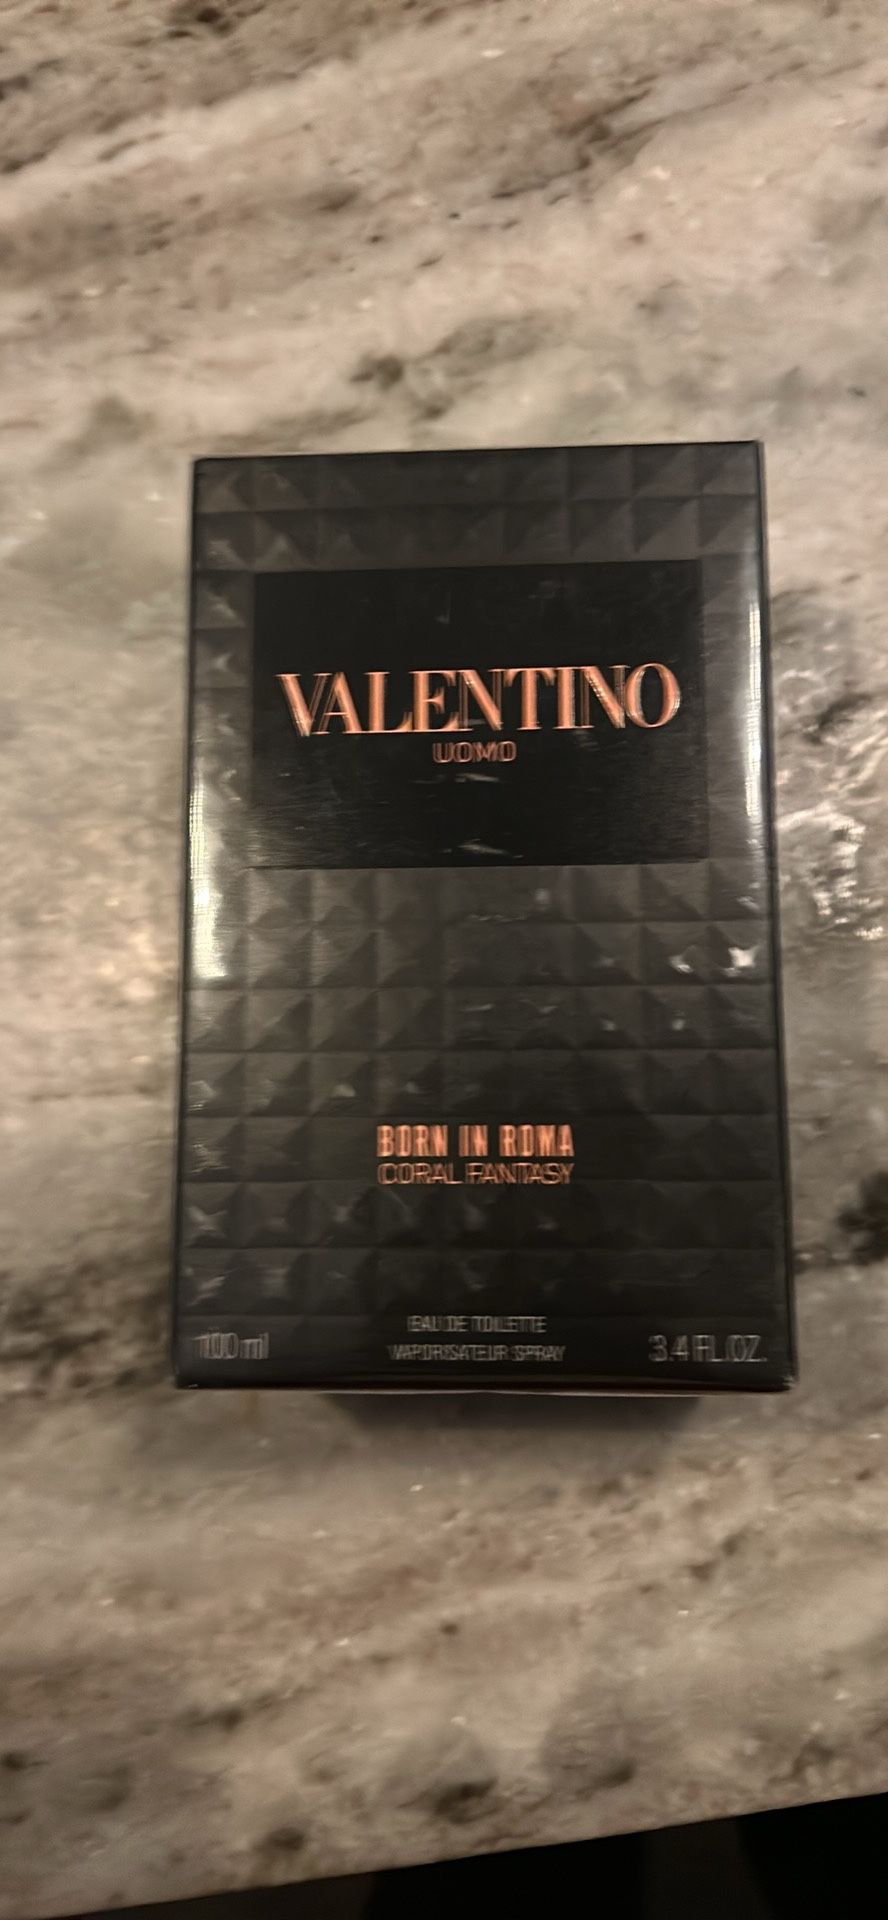 VALENTINO
UOMO
BORN IN ROMA
CORAL FANTASY
EAU DE TOILETTE
100 ml VAPORISATEUR SPRAY 3.4 FL.OZ.